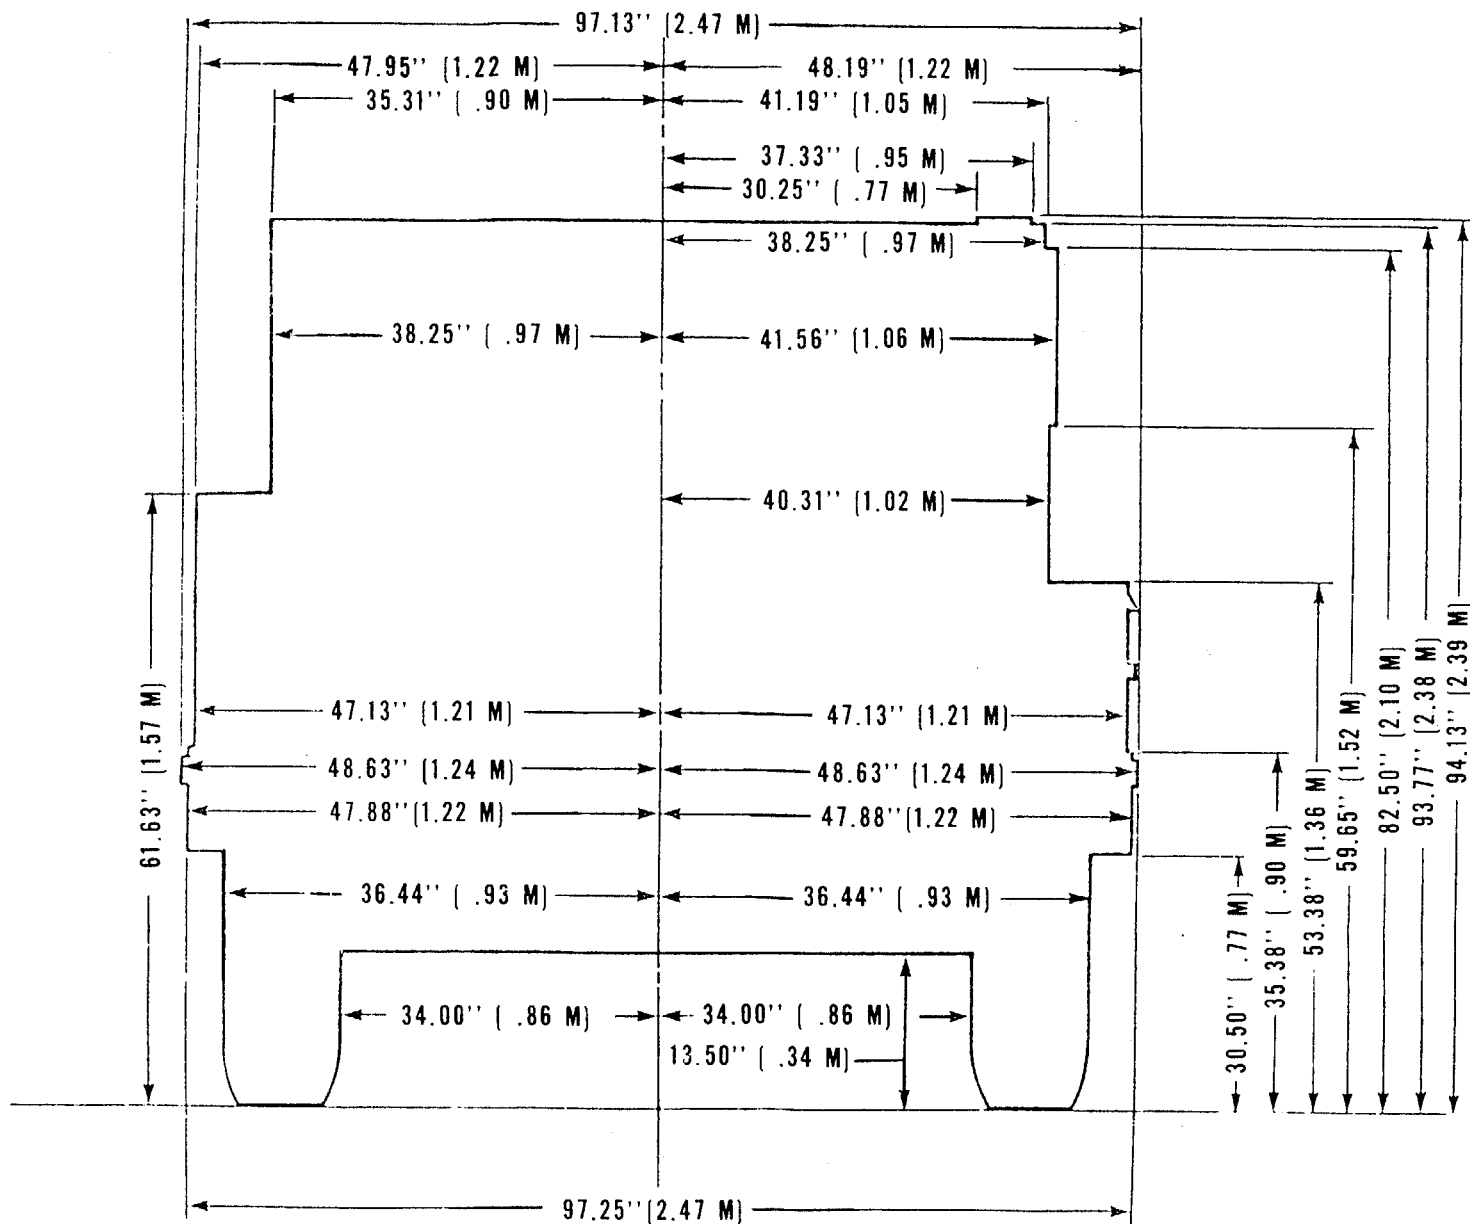 97.13'' (2.47 M)
47.95'' (1.22 M)
48.19'' (1.22 M)
35.31'' ( .90 M)
41.19'' (1.05 M)
37.33'' ( .95 M)
30.25'' ( .77 M)
38.25'' ( .97 M)
38.25'' ( .97 M)
41.56'' (1.06 M)
40.31'' (1.02 M)
47.13'' (1.21 M)
47.13'' (1.21 M)
48.63'' (1.24 M)
48.63'' (1.24 M)
47.88''(1.22 M)
47.88''(1.22 M)
36.44'' ( .93 M)
36.44'' ( .93 M)
34.00'' ( .86 M)
34.00'' ( .86 M)
13.50'' ( .34 M)
61.63'' (1.57 M)
30.50'' ( .77 M)
35.38'' ( .90 M)
53.38'' (1.36 M)
59.65'' (1.52 M)
82.50'' (2.10 M)
93.77'' (2.38 M)
94.13'' (2.39 M)
97.25''(2.47 M)